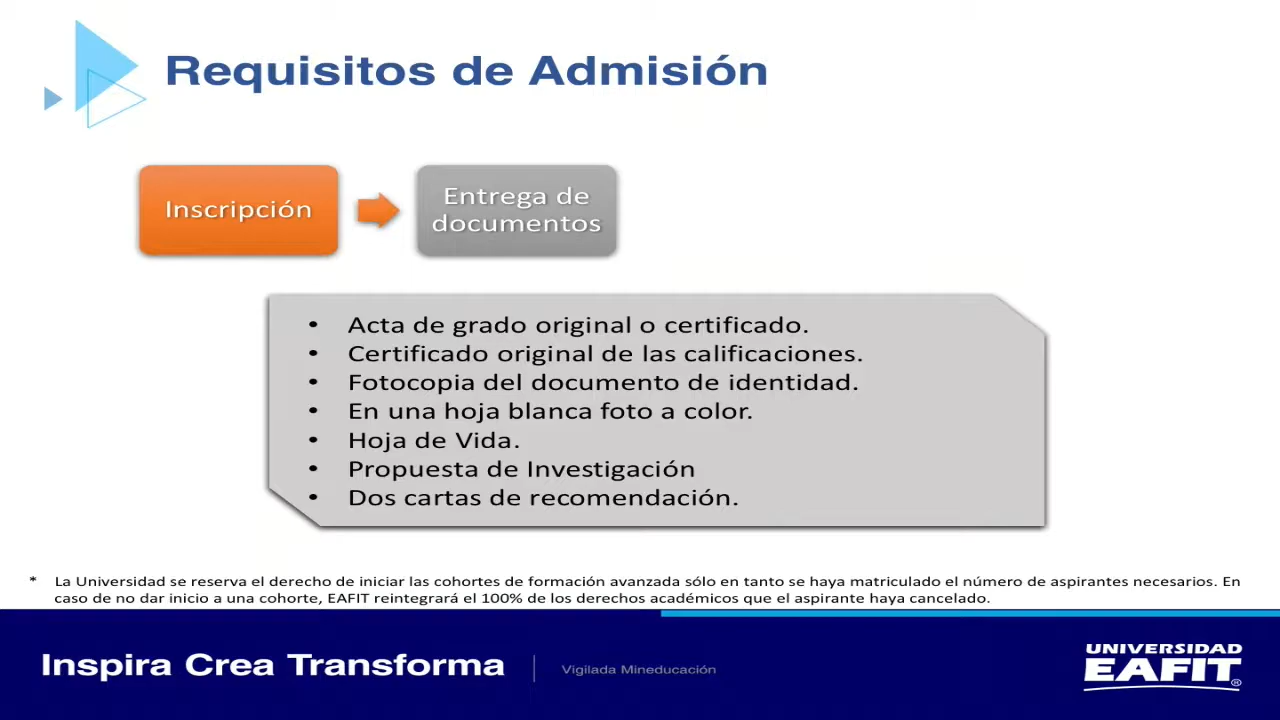 Requisitos de Admisión
Inscripción
Entrega de
documentos
• Acta de grado original o certificado.
• Certificado original de las calificaciones.
• Fotocopia del documento de identidad.
• En una hoja blanca foto a color.
• Hoja de Vida.
• Propuesta de Investigación
• Dos cartas de recomendación.
* La Universidad se reserva el derecho de iniciar las cohortes de formación avanzada sólo en tanto se haya matriculado el número de aspirantes necesarios. En
caso de no dar inicio a una cohorte, EAFIT reintegrará el 100% de los derechos académicos que el aspirante haya cancelado.
Inspira Crea Transforma
Vigilada Mineducación
UNIVERSIDAD
EAFIT®